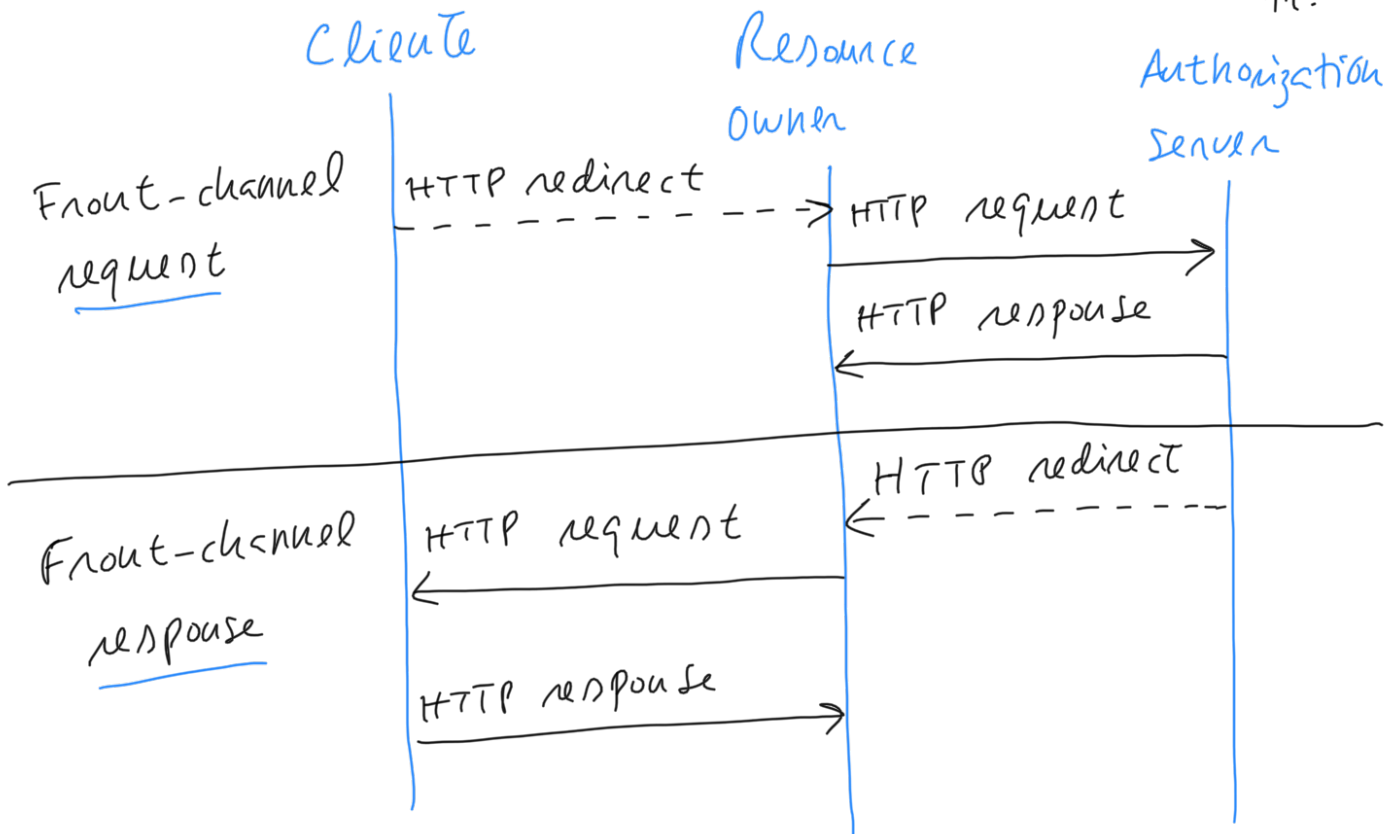 Cliente
Resource
owner
Authorization
server
Front-channel
request
HTTP redirect
HTTP request
HTTP response
HTTP redirect
Front-channel
response
HTTP request
HTTP response